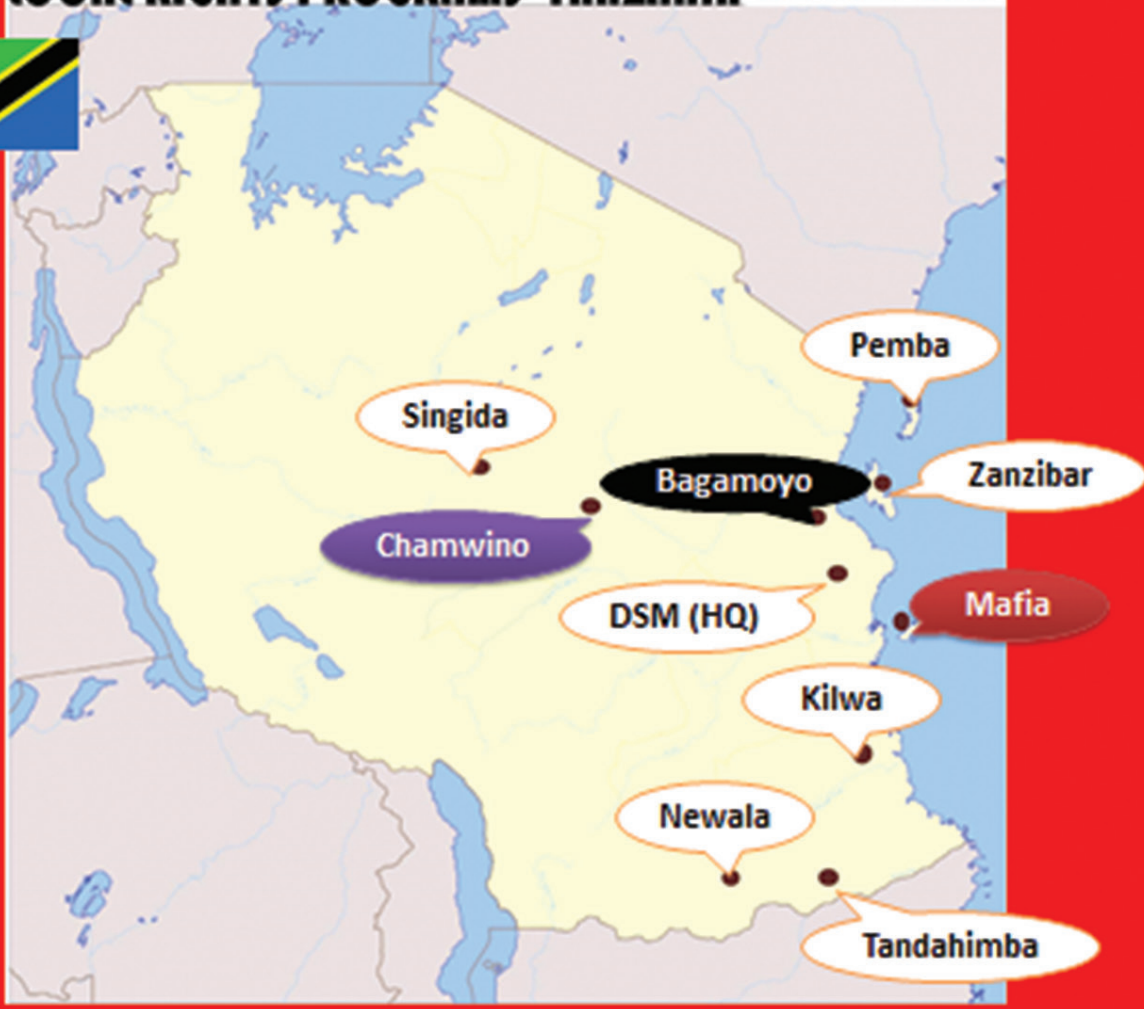 Pemba
Singida
Zanzibar
Bagamoyo
Chamwino
Mafia
DSM (HQ)
Kilwa
Newala
Tandahimba